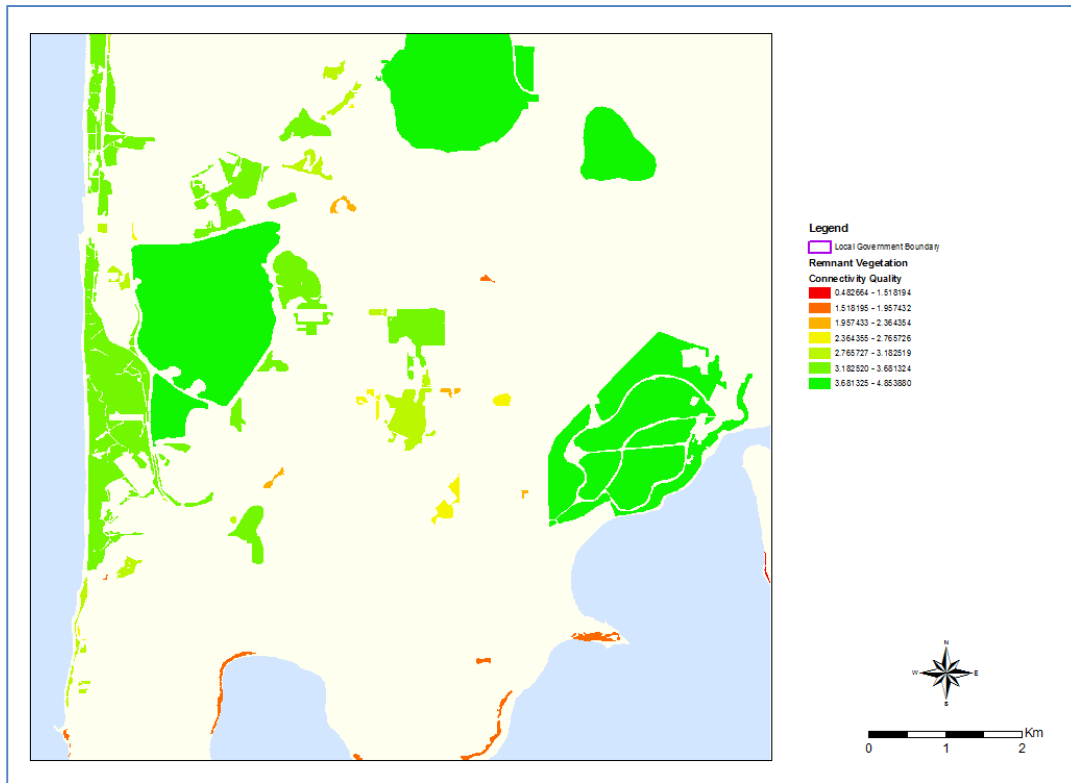 Legend
Local Government Boundary
Remnant Vegetation
Connectivity Quality
0.482664 - 1.518194
1.518195 - 1.957432
1.957433 - 2.364354
2.364355 - 2.765726
2.765727 - 3.182519
3.182520 - 3.681324
3.681325 - 4.853880
N
W
E
S
Km
0 1 2